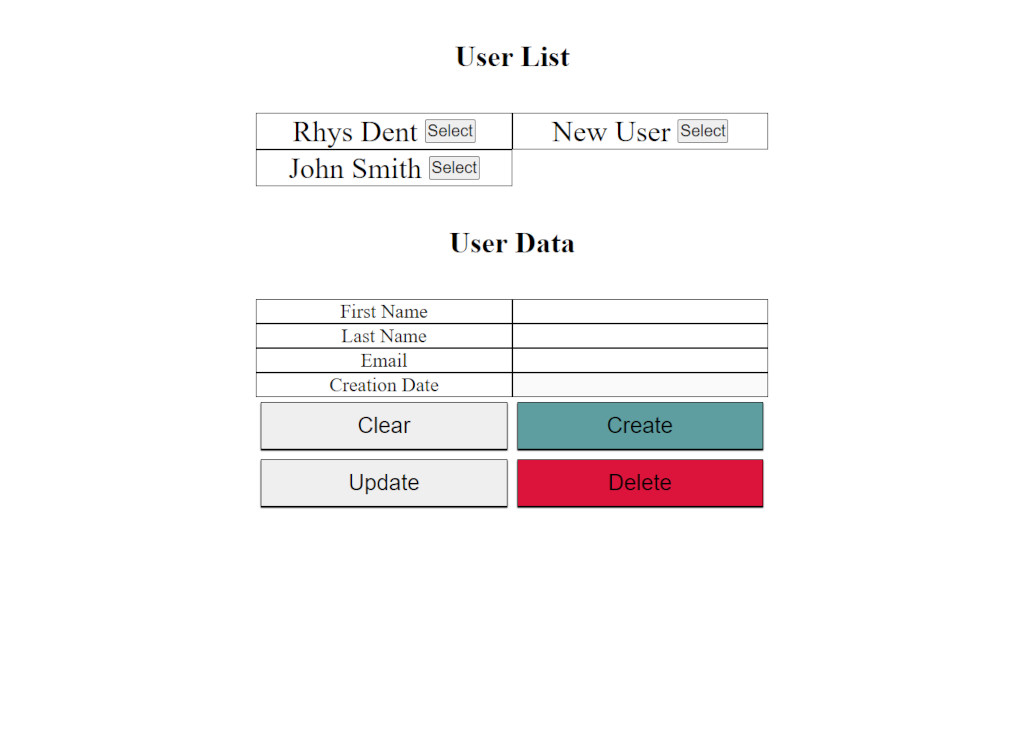 User List
Rhys Dent Select New User Select
John Smith Select
User Data
First Name
Last Name
Email
Creation Date
Clear Create
Update Delete